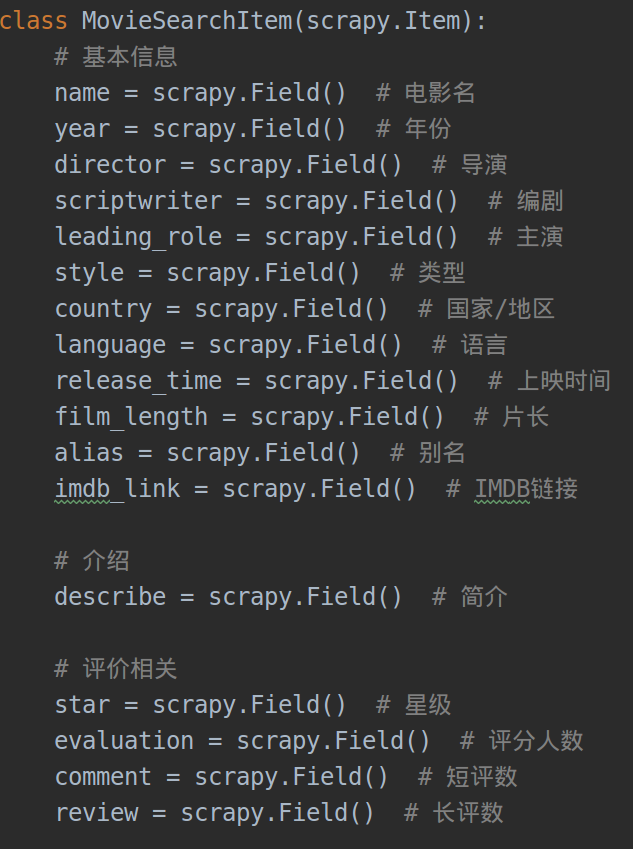 class MovieSearchItem(scrapy.Item):
    # 基本信息
    name = scrapy.Field()  # 电影名
    year = scrapy.Field()  # 年份
    director = scrapy.Field()  # 导演
    scriptwriter = scrapy.Field()  # 编剧
    leading_role = scrapy.Field()  # 主演
    style = scrapy.Field()  # 类型
    country = scrapy.Field()  # 国家/地区
    language = scrapy.Field()  # 语言
    release_time = scrapy.Field()  # 上映时间
    film_length = scrapy.Field()  # 片长
    alias = scrapy.Field()  # 别名
    imdb_link = scrapy.Field()  # IMDB链接
    # 介绍
    describe = scrapy.Field()  # 简介
    # 评价相关
    star = scrapy.Field()  # 星级
    evaluation = scrapy.Field()  # 评分人数
    comment = scrapy.Field()  # 短评数
    review = scrapy.Field()  # 长评数